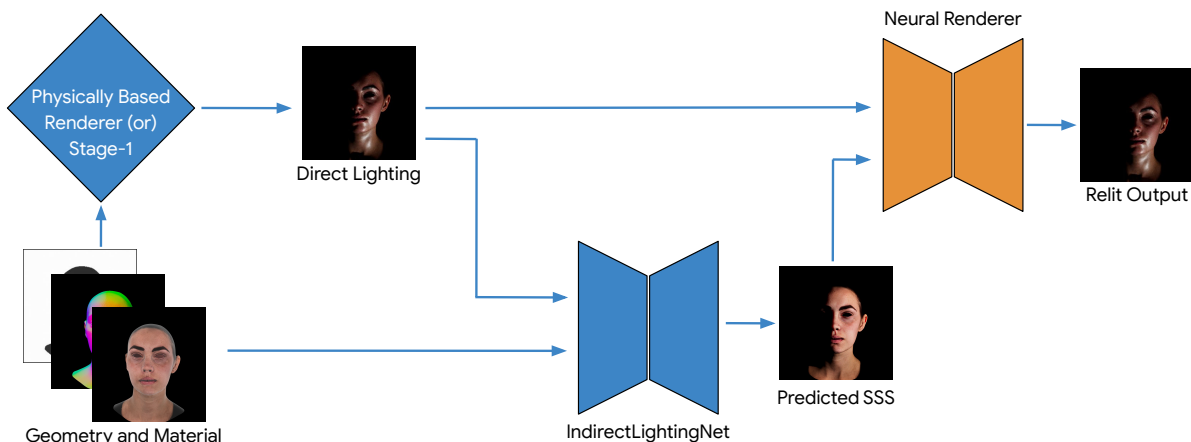 Neural Renderer
Physically Based
Renderer (or)
Stage-1
Direct Lighting
Relit Output
Predicted SSS
Geometry and Material
IndirectLightingNet